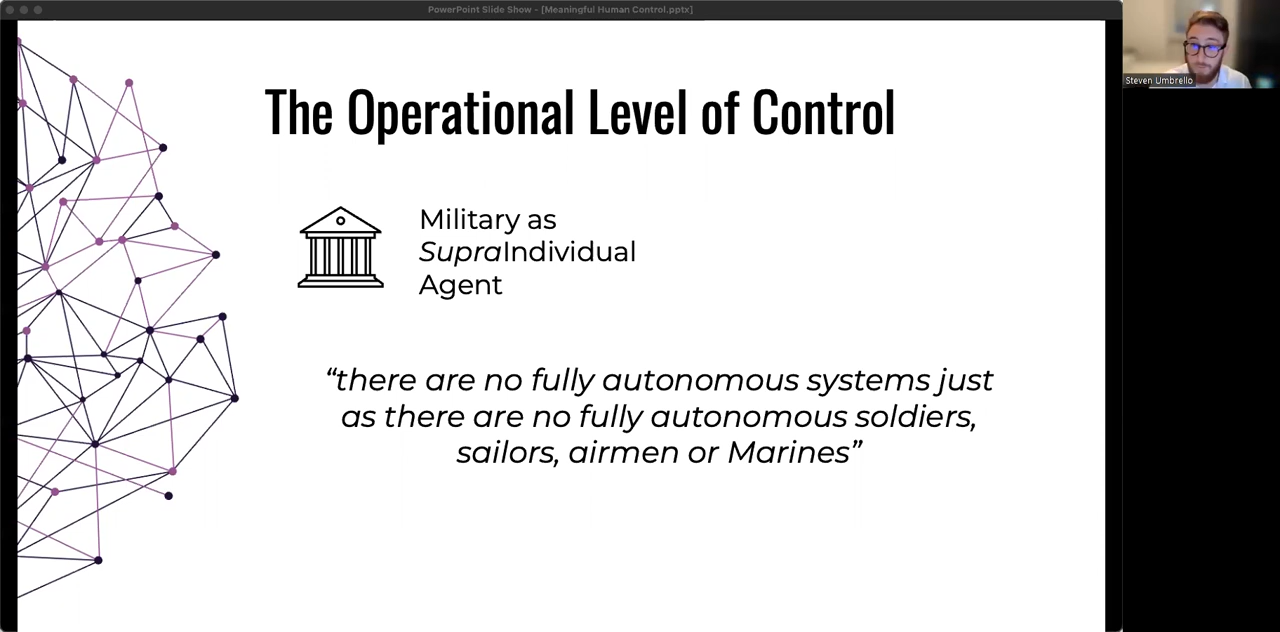 PowerPoint Slide Show - [Meaningful Human Control.pptx]
The Operational Level of Control
Military as
SupraIndividual
Agent
“there are no fully autonomous systems just
as there are no fully autonomous soldiers,
sailors, airmen or Marines”
Steven Umbrello